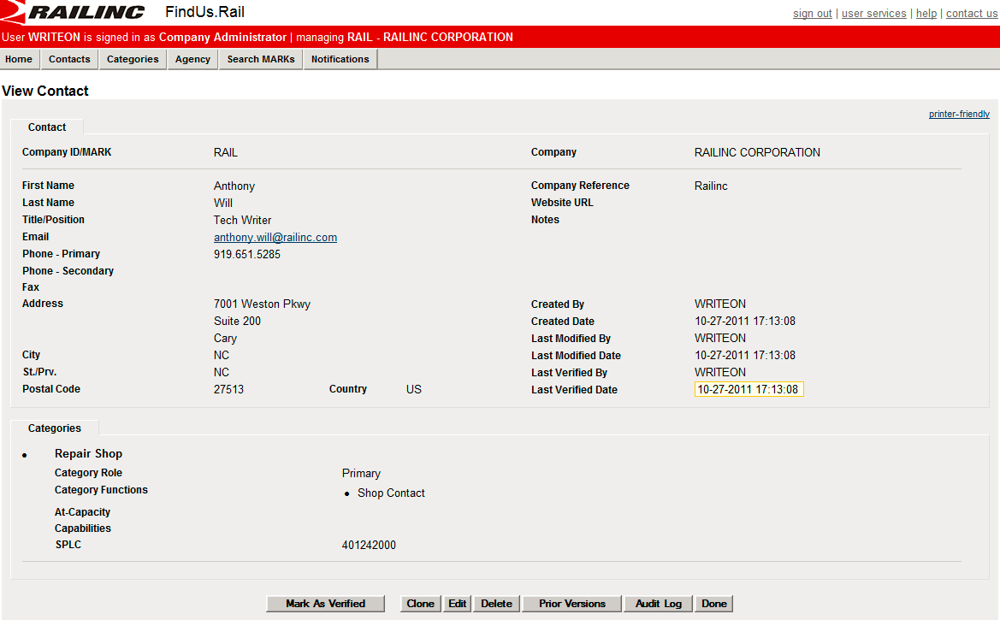 RAILINC FindUs.Rail sign out | user services | help | contact us
User WRITEON is signed in as Company Administrator | managing RAIL - RAILINC CORPORATION
Home Contacts Categories Agency Search MARKs Notifications
View Contact
printer-friendly
Contact
Company ID/MARK RAIL Company RAILINC CORPORATION
First Name Anthony Company Reference Railinc
Last Name Will Website URL
Title/Position Tech Writer Notes
Email anthony.will@railinc.com
Phone - Primary 919.651.5285
Phone - Secondary
Fax
Address 7001 Weston Pkwy Created By WRITEON
Suite 200 Created Date 10-27-2011 17:13:08
Cary Last Modified By WRITEON
City NC Last Modified Date 10-27-2011 17:13:08
St./Prv. NC Last Verified By WRITEON
Postal Code 27513 Country US Last Verified Date 10-27-2011 17:13:08
Categories
• Repair Shop
Category Role Primary
Category Functions • Shop Contact
At-Capacity
Capabilities
SPLC 401242000
Mark As Verified Clone Edit Delete Prior Versions Audit Log Done